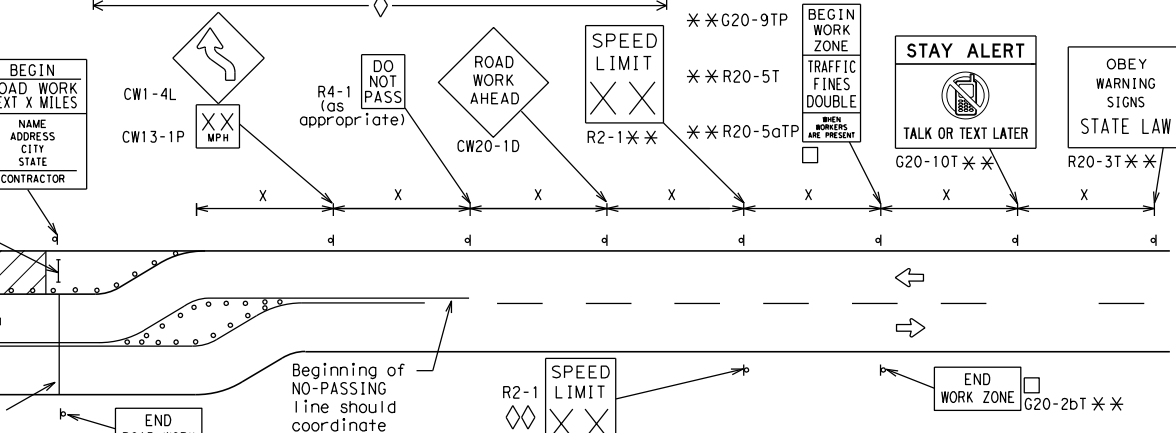 BEGIN
ROAD WORK
NEXT X MILES
NAME
ADDRESS
CITY
STATE
CONTRACTOR
CW1-4L
CW13-1P
XX
MPH
R4-1
(as
appropriate)
DO
NOT
PASS
ROAD
WORK
AHEAD
CW20-1D
SPEED
LIMIT
XX
R2-1**
**G20-9TP
**R20-5T
**R20-5aTP
BEGIN
WORK
ZONE
TRAFFIC
FINES
DOUBLE
WHEN
WORKERS
ARE PRESENT
STAY ALERT
TALK OR TEXT LATER
G20-10T**
OBEY
WARNING
SIGNS
STATE LAW
R20-3T**
X X X X X X X
Beginning of
NO-PASSING
line should
coordinate
R2-1
SPEED
LIMIT
XX
END
WORK ZONE
G20-2bT**
END
ROAD WORK